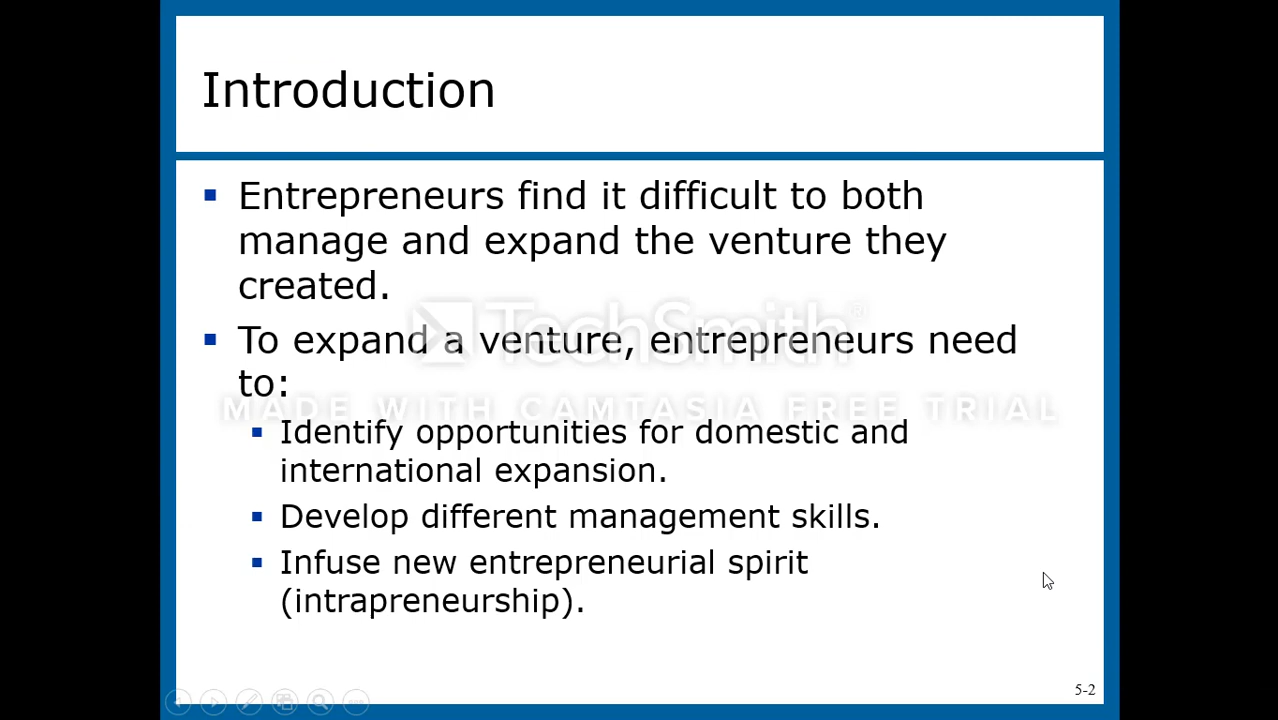 Introduction
Entrepreneurs find it difficult to both
manage and expand the venture they
created.
To expand a venture, entrepreneurs need
to:
TechSmith®
MADE WITH CAMTASIA FREE TRIAL
Identify opportunities for domestic and
international expansion.
Develop different management skills.
Infuse new entrepreneurial spirit
(intrapreneurship).
5-2